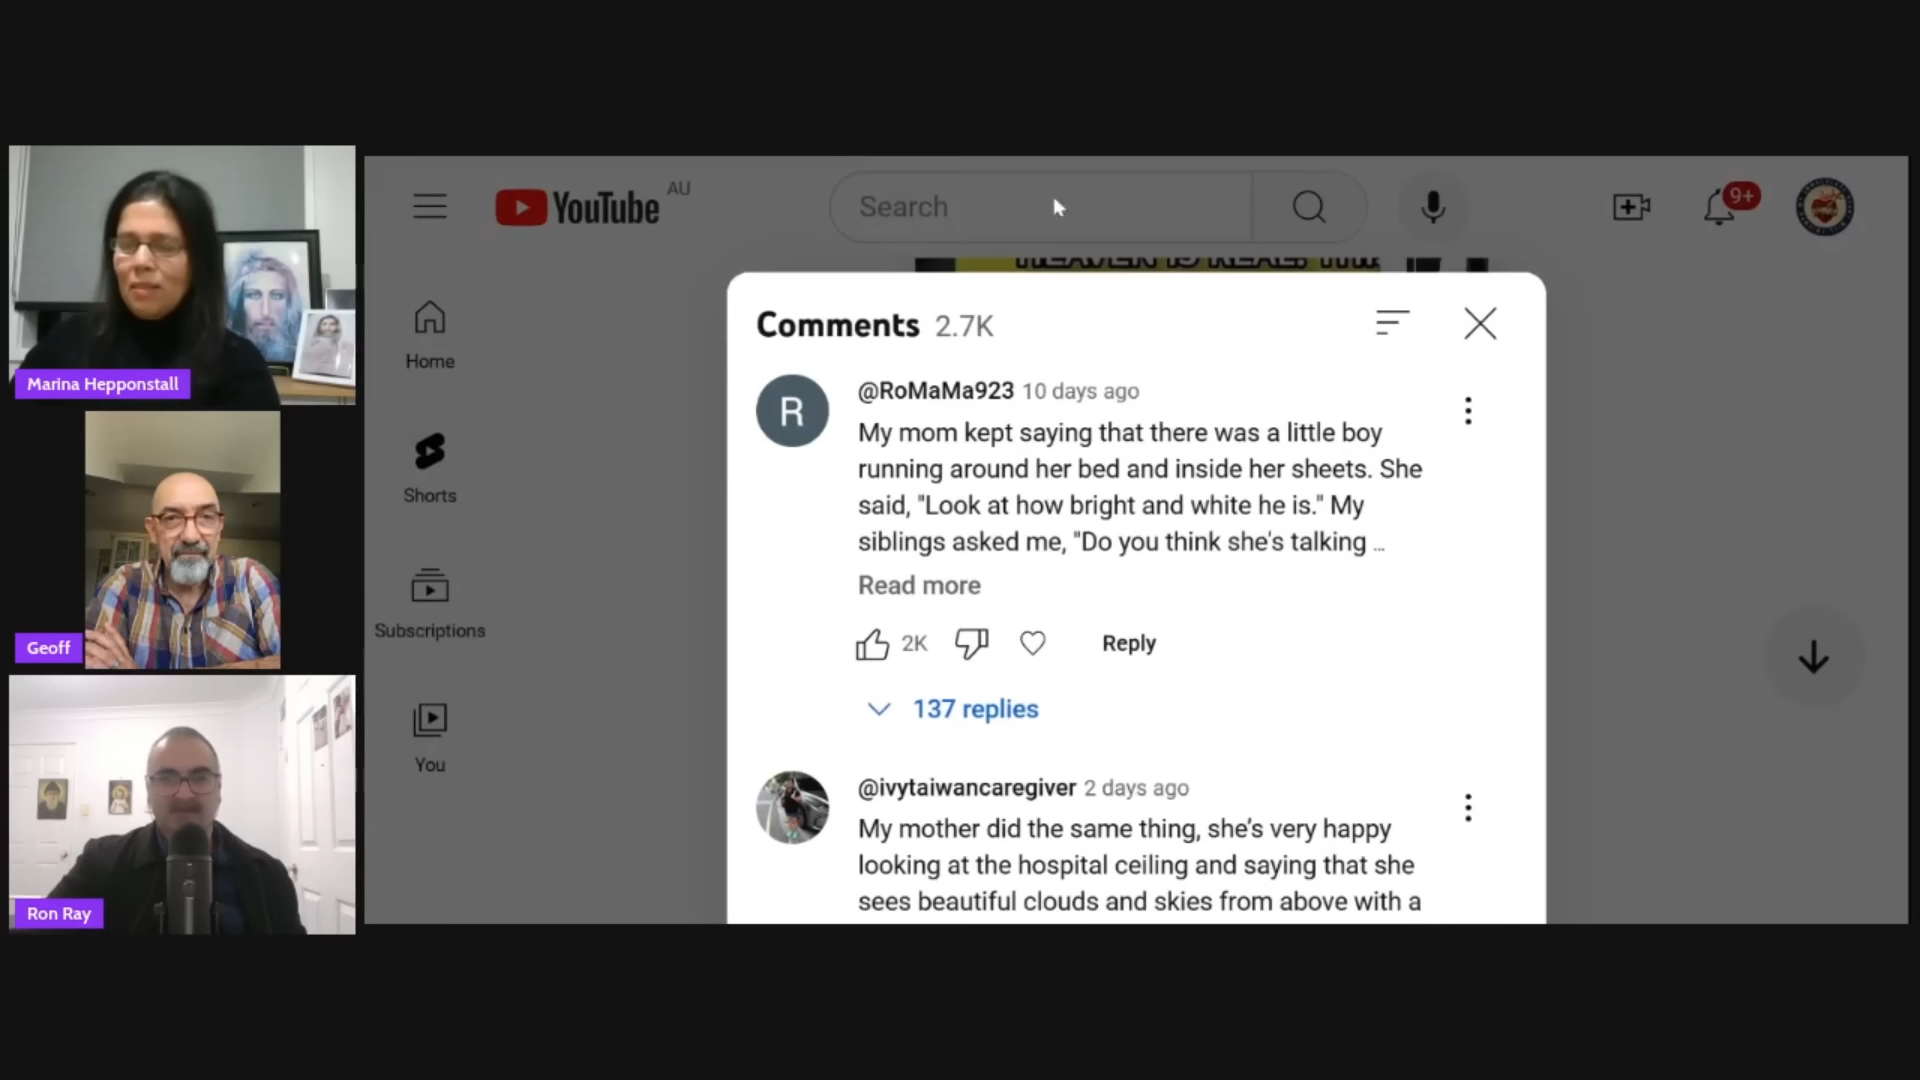 YouTube AU
Search
9+
HEAVEN IS REAL!
Home
Shorts
Subscriptions
You
Comments 2.7K
R
@RoMaMa923 10 days ago
My mom kept saying that there was a little boy
running around her bed and inside her sheets. She
said, "Look at how bright and white he is." My
siblings asked me, "Do you think she's talking ...
Read more
2K
Reply
137 replies
@ivytaiwancaregiver 2 days ago
My mother did the same thing, she’s very happy
looking at the hospital ceiling and saying that she
sees beautiful clouds and skies from above with a
Marina Hepponstall
Geoff
Ron Ray